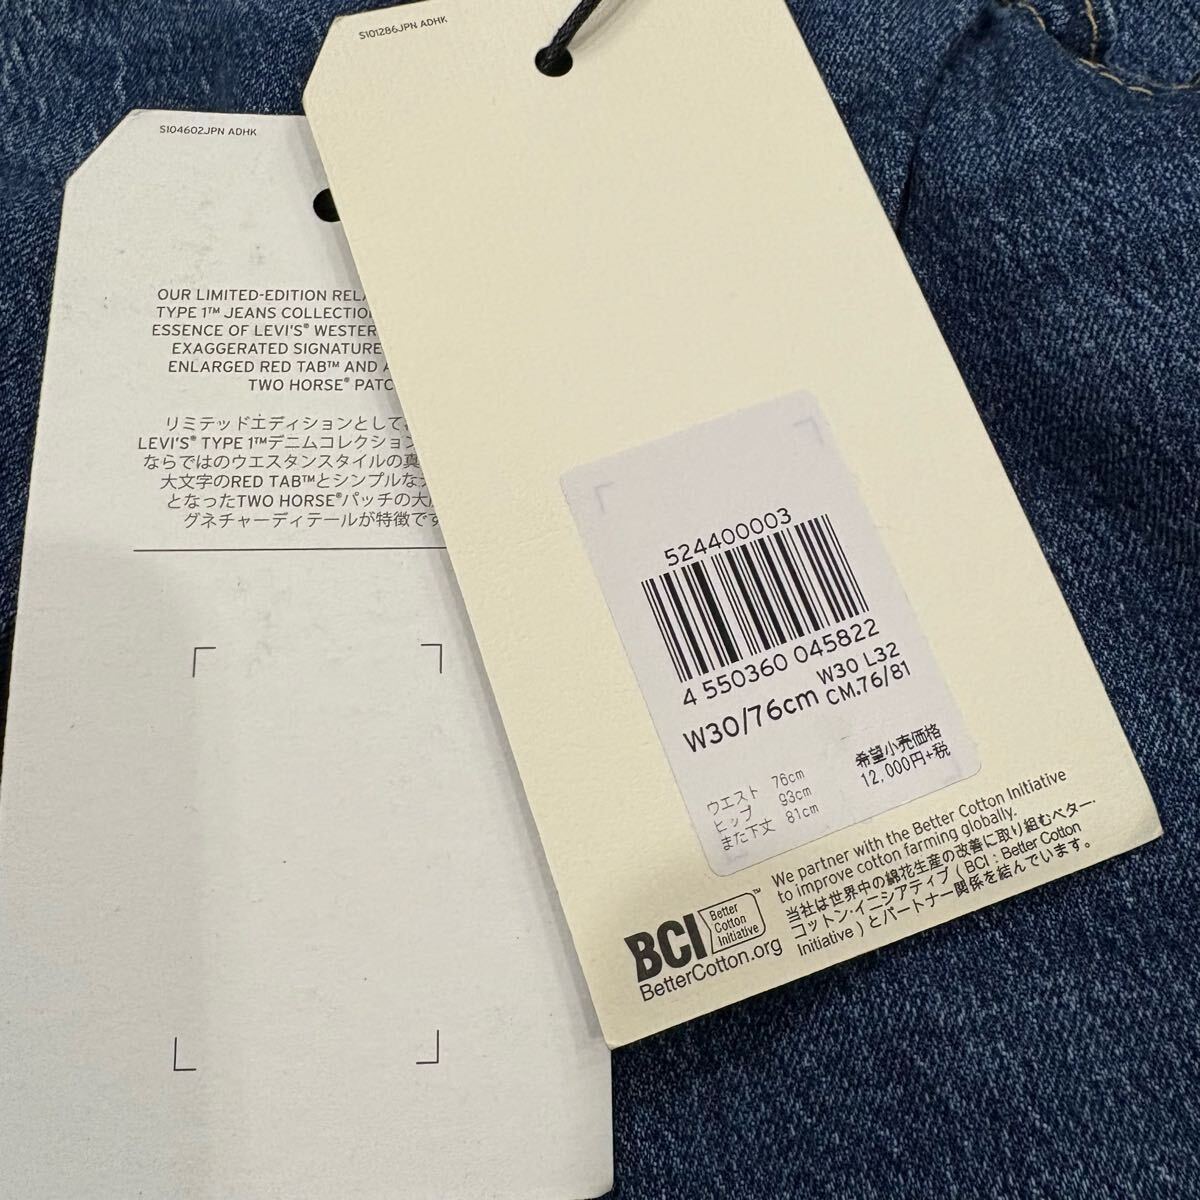 S101286JPN ADHK
S104602JPN ADHK
OUR LIMITED-EDITION
TYPE 1™ JEANS COLLECTION
ESSENCE OF LEVI'S®
EXAGGERATED SIGNATURE
ENLARGED RED TAB™ AND
TWO HORSE®
リミテッドエディションとして
LEVI'S® TYPE 1™デニムコレクション
ならではのウエスタンスタイルの真
大文字のRED TAB™とシンプルな
となったTWO HORSE®パッチの大
グネチャーディテールが特徴です
524400003
4 550360 045822
W30/76cm
W30 L32
CM.76/81
ウエスト 76cm
ヒップ 93cm
また下丈 81cm
希望小売価格
12,000円+税
We partner with the Better Cotton Initiative
to improve cotton farming globally.
当社は世界中の綿花生産の改善に取り組むベター・
コットン・イニシアティブ ( BCI : Better Cotton
Initiative ) とパートナー関係を結んでいます。
BCI
Better
Cotton
Initiative™
BetterCotton.org